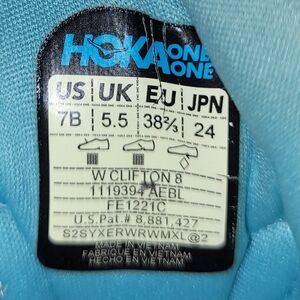 HOKA ONE ONE
US UK EU JPN
7B 5.5 38⅔ 24
W CLIFTON 8
1119394 AEBL
FE1221C
U.S.Pat.# 8,881,427
S2SYXERWRWMXL@2
MADE IN VIETNAM
FABRIQUÉ EN VIETNAM
HECHO EN VIETNAM